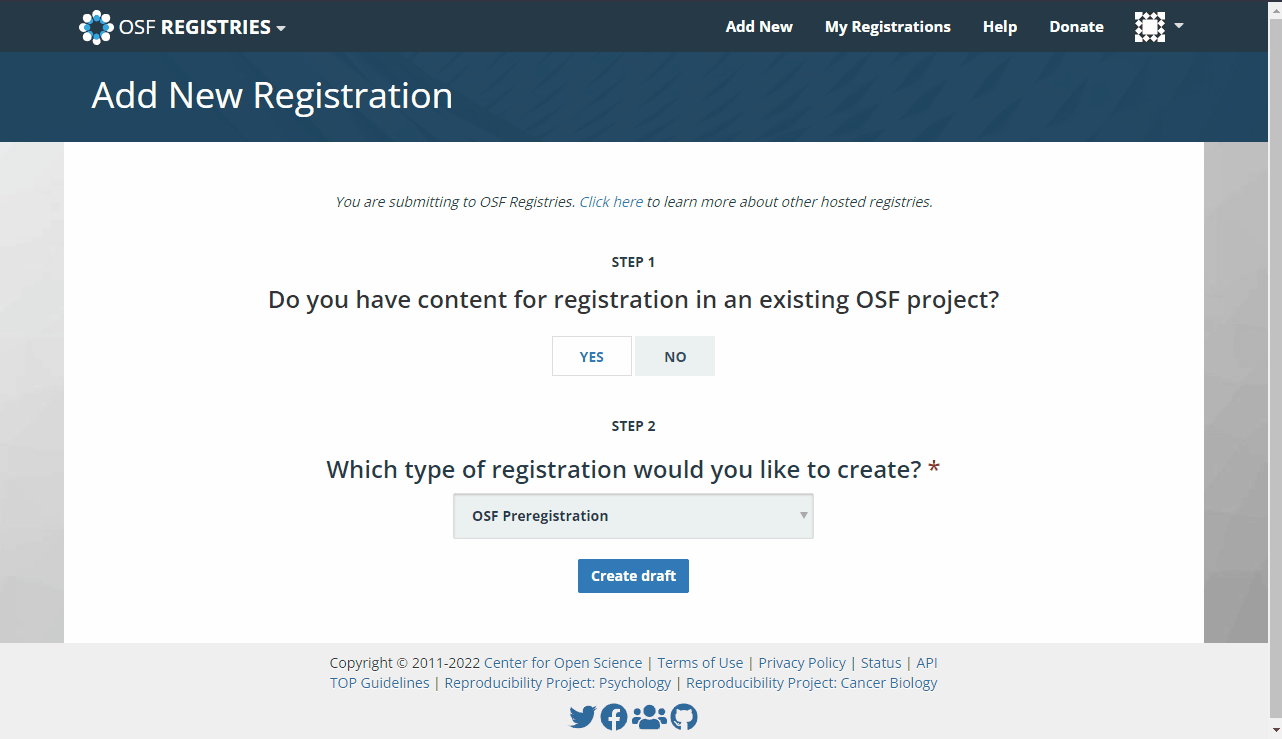 OSF REGISTRIES
Add New My Registrations Help Donate
Add New Registration
You are submitting to OSF Registries. Click here to learn more about other hosted registries.
STEP 1
Do you have content for registration in an existing OSF project?
YES NO
STEP 2
Which type of registration would you like to create? *
OSF Preregistration
Create draft
Copyright © 2011-2022 Center for Open Science | Terms of Use | Privacy Policy | Status | API
TOP Guidelines | Reproducibility Project: Psychology | Reproducibility Project: Cancer Biology